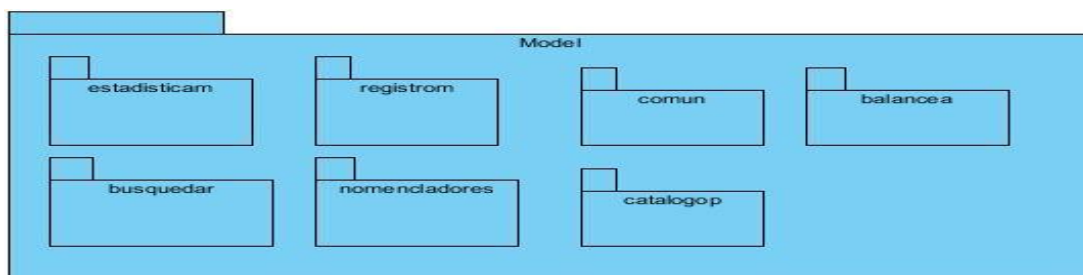 Model
estadisticam
registrom
comun
balancea
busquedar
nomencladores
catalogop